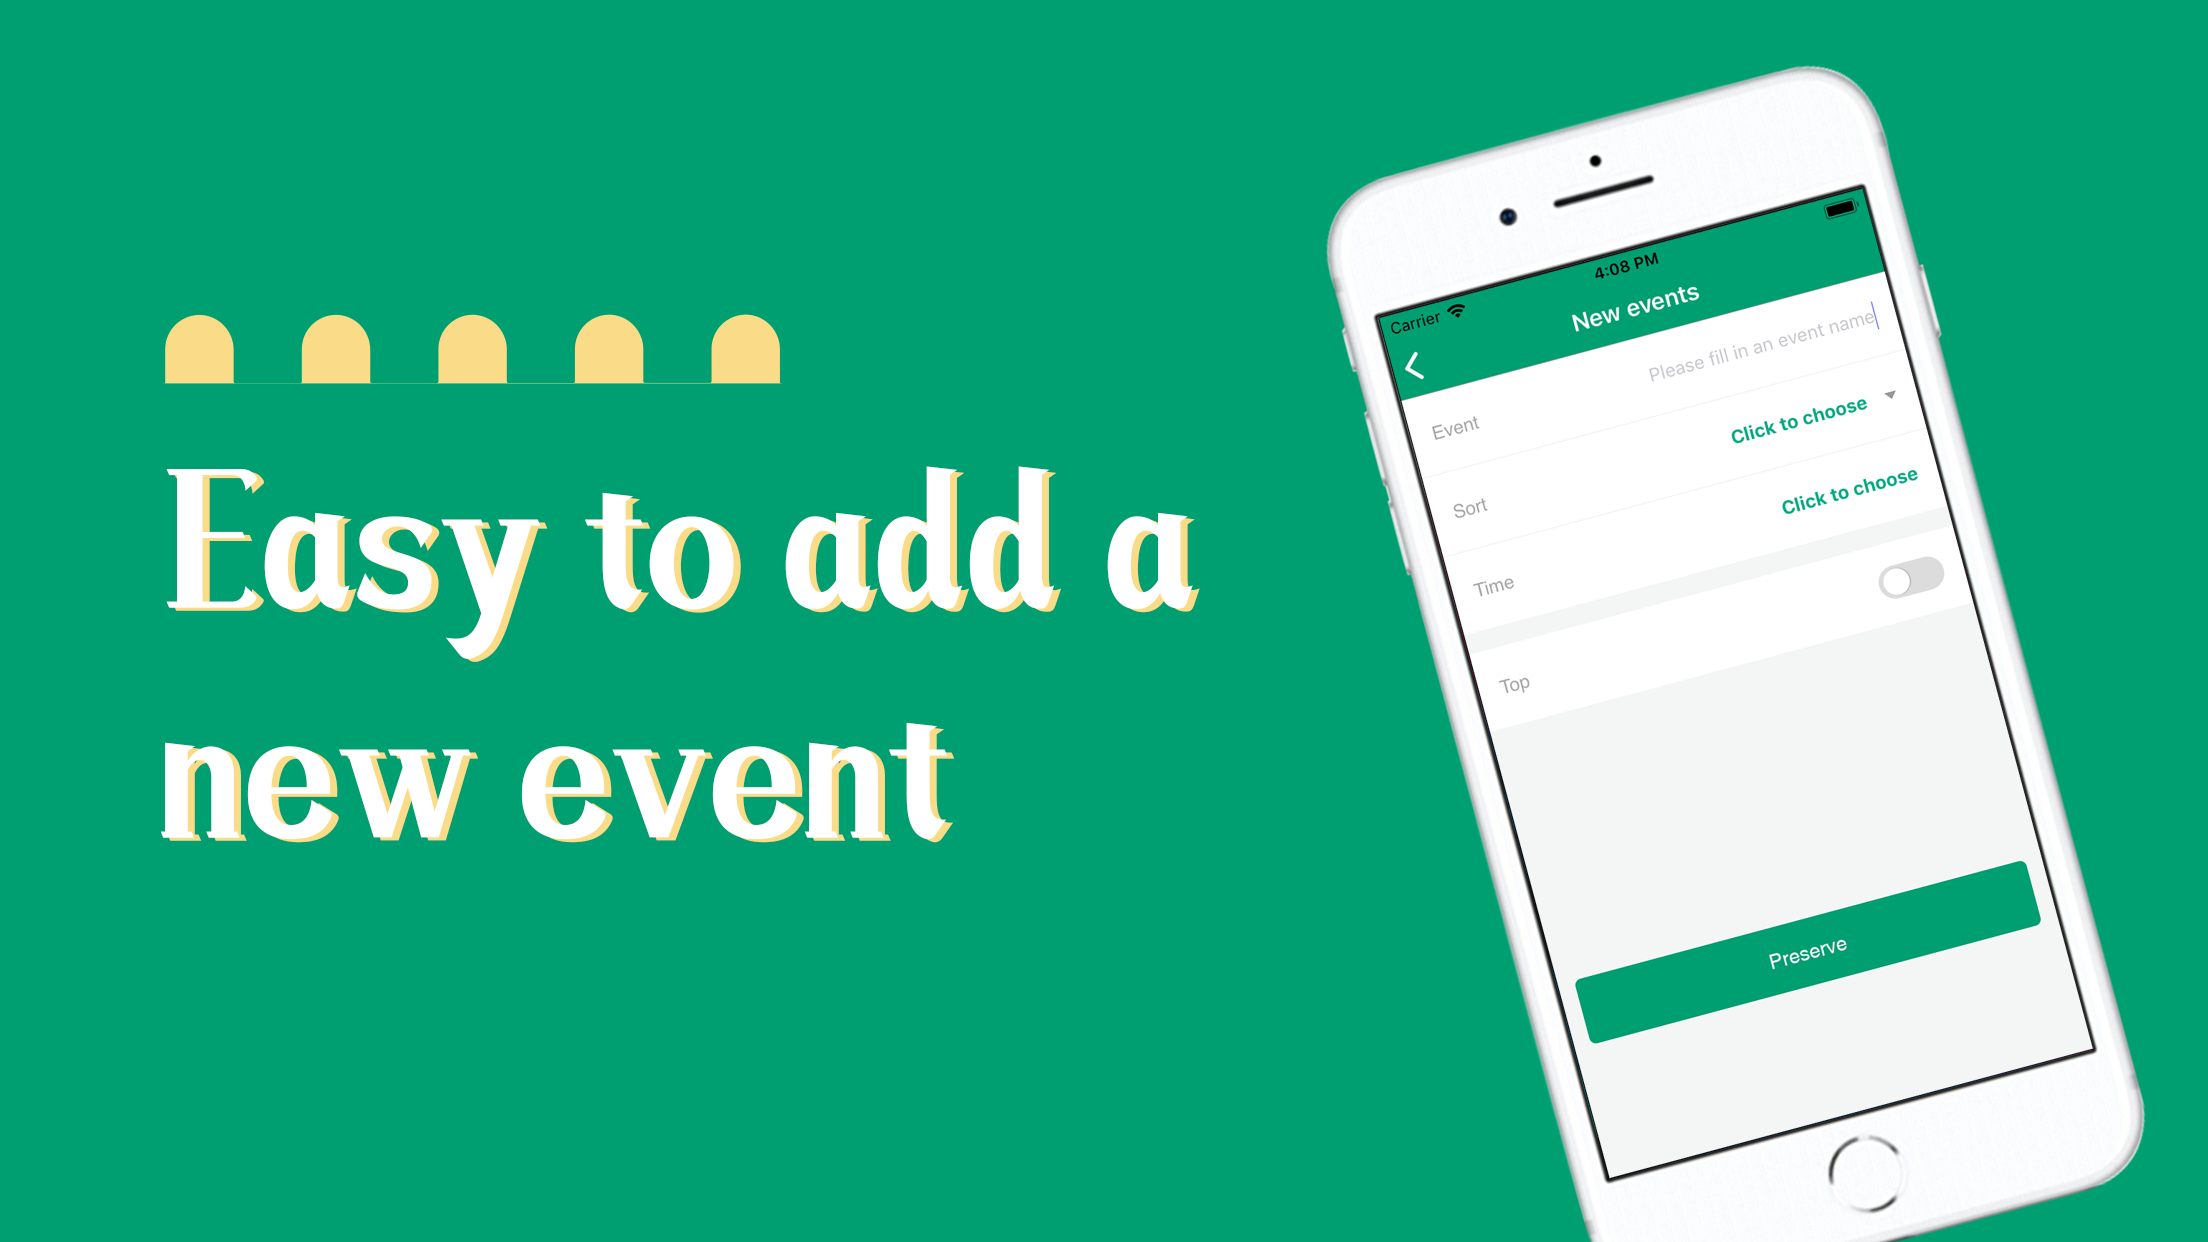 Easy to add a
new event
4:08 PM
Carrier
New events
Event
Please fill in an event name
Sort
Click to choose
Time
Click to choose
Top
Preserve